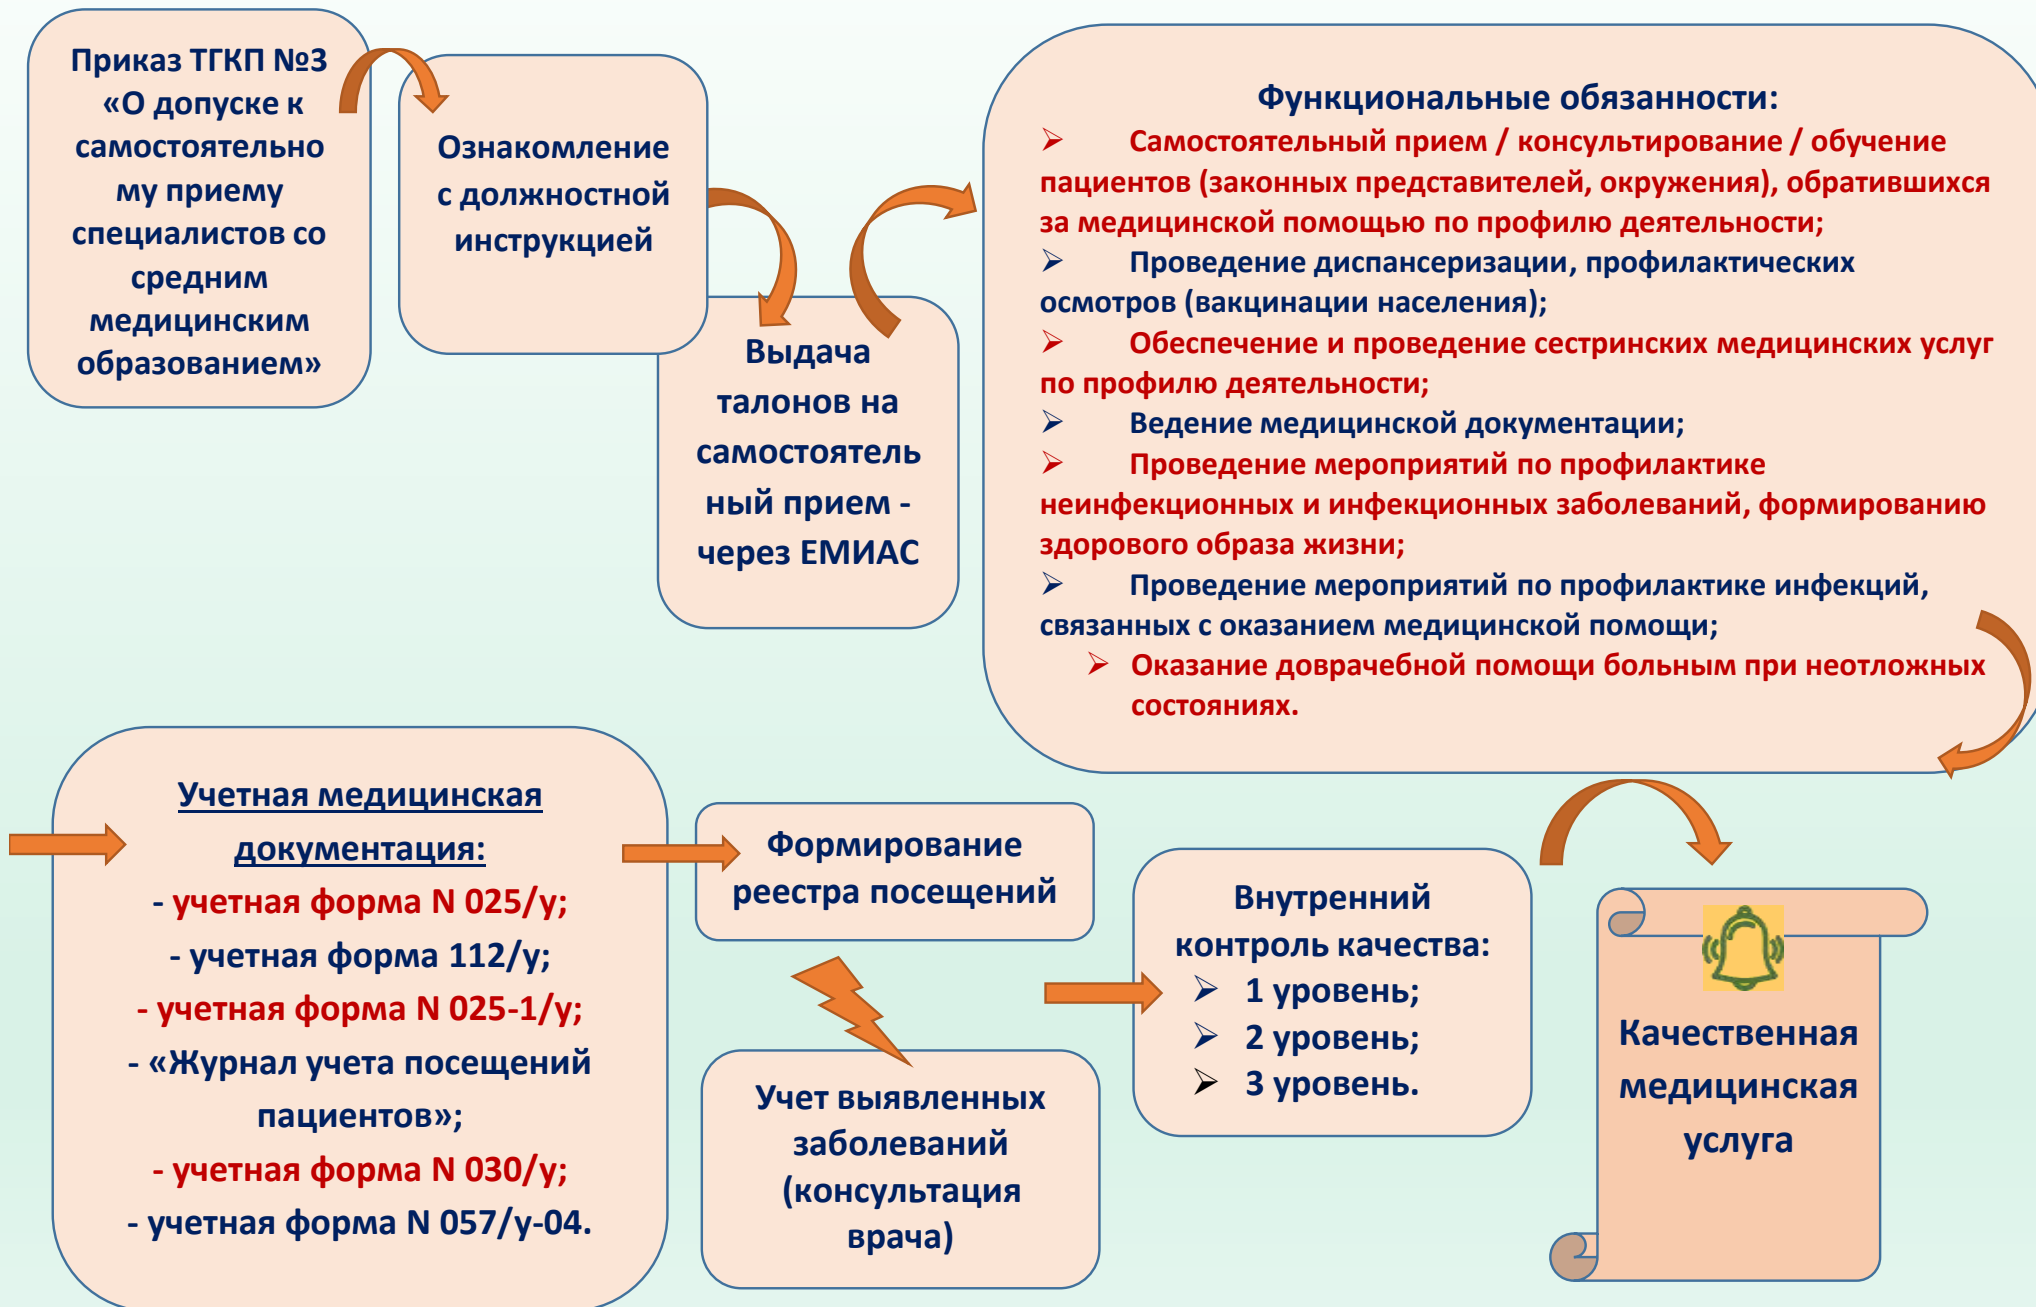 Приказ ТГКП №3
«О допуске к
самостоятельно
му приему
специалистов со
средним
медицинским
образованием»
Ознакомление
с должностной
инструкцией
Выдача
талонов на
самостоятель
ный прием -
через ЕМИАС
Функциональные обязанности:
➢ Самостоятельный прием / консультирование / обучение
пациентов (законных представителей, окружения), обратившихся
за медицинской помощью по профилю деятельности;
➢ Проведение диспансеризации, профилактических
осмотров (вакцинации населения);
➢ Обеспечение и проведение сестринских медицинских услуг
по профилю деятельности;
➢ Ведение медицинской документации;
➢ Проведение мероприятий по профилактике
неинфекционных и инфекционных заболеваний, формированию
здорового образа жизни;
➢ Проведение мероприятий по профилактике инфекций,
связанных с оказанием медицинской помощи;
➢ Оказание доврачебной помощи больным при неотложных
состояниях.
Учетная медицинская
документация:
- учетная форма N 025/у;
- учетная форма 112/у;
- учетная форма N 025-1/у;
- «Журнал учета посещений
пациентов»;
- учетная форма N 030/у;
- учетная форма N 057/у-04.
Формирование
реестра посещений
Учет выявленных
заболеваний
(консультация
врача)
Внутренний
контроль качества:
➢ 1 уровень;
➢ 2 уровень;
➢ 3 уровень.
Качественная
медицинская
услуга